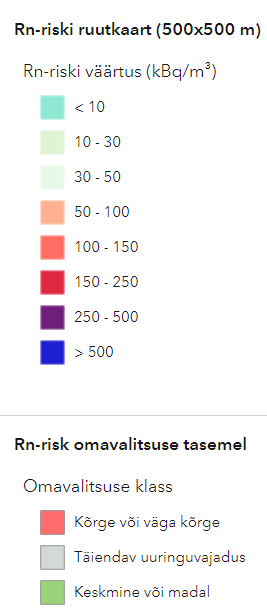 Rn-riski ruutkaart (500x500 m)
Rn-riski väärtus (kBq/m³)
< 10
10 - 30
30 - 50
50 - 100
100 - 150
150 - 250
250 - 500
> 500
Rn-risk omavalitsuse tasemel
Omavalitsuse klass
Kõrge või väga kõrge
Täiendav uuringuvajadus
Keskmine või madal